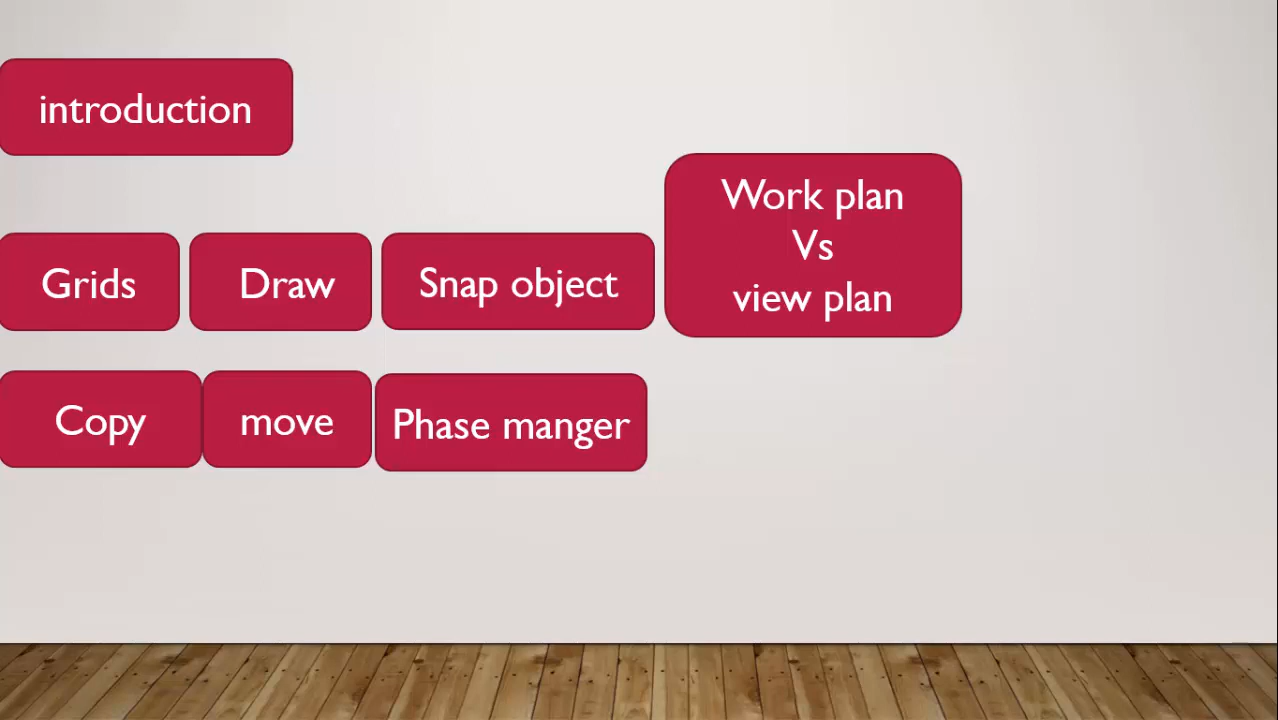 introduction
Grids
Draw
Snap object
Work plan
Vs
view plan
Copy
move
Phase manger